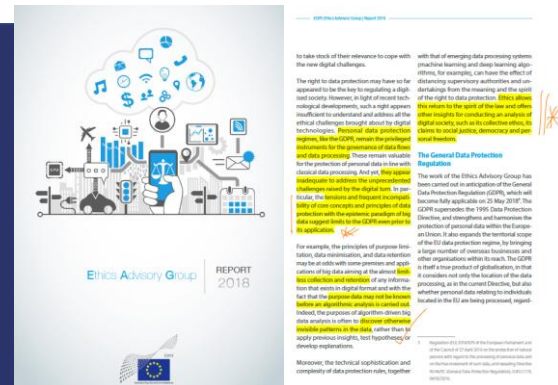 Ethics Advisory Group
REPORT
2018
EDPS Ethics Advisory Group | Report 2018
to take stock of their relevance to cope with
the new digital challenges.
The right to data protection may have so far
appeared to be the key to regulating a digit-
ised society. However, in light of recent tech-
nological developments, such a right appears
insufficient to understand and address all the
ethical challenges brought about by digital
technologies. Personal data protection
regimes, like the GDPR, remain the privileged
instruments for the governance of data flows
and data processing. These remain valuable
for the protection of personal data in line with
classical data processing. And yet, they appear
inadequate to address the unprecedented
challenges raised by the digital turn. In par-
ticular, the tensions and frequent incompati-
bility of core concepts and principles of data
protection with the epistemic paradigm of big
data suggest limits to the GDPR even prior to
its application.
For example, the principles of purpose limi-
tation, data minimisation, and data retention
may be at odds with some premises and appli-
cations of big data aiming at the almost limit-
less collection and retention of any informa-
tion that exists in digital format and with the
fact that the purpose data may not be known
before an algorithmic analysis is carried out.
Indeed, the purposes of algorithm-driven big
data analysis is often to discover otherwise
invisible patterns in the data, rather than to
apply previous insights, test hypotheses, or
develop explanations.
Moreover, the technical sophistication and
complexity of data protection rules, together
with that of emerging data processing systems
(machine learning and deep learning algo-
rithms, for example), can have the effect of
distancing supervisory authorities and un-
dertakings from the meaning and the spirit
of the right to data protection. Ethics allows
this return to the spirit of the law and offers
other insights for conducting an analysis of
digital society, such as its collective ethos, its
claims to social justice, democracy and per-
sonal freedom.
The General Data Protection
Regulation
The work of the Ethics Advisory Group has
been carried out in anticipation of the General
Data Protection Regulation (GDPR), which will
become fully applicable on 25 May 2018
The
GDPR supersedes the 1995 Data Protection
Directive, and strengthens and harmonises the
protection of personal data within the Europe-
an Union. It also expands the territorial scope
of the EU data protection regime, by bringing
a large number of overseas businesses and
other organisations within its reach. The GDPR
is itself a true product of globalisation, in that
it considers not only the location of the data
processing, as in the current Directive, but also
whether personal data relating to individuals
located in the EU are being processed, regard-